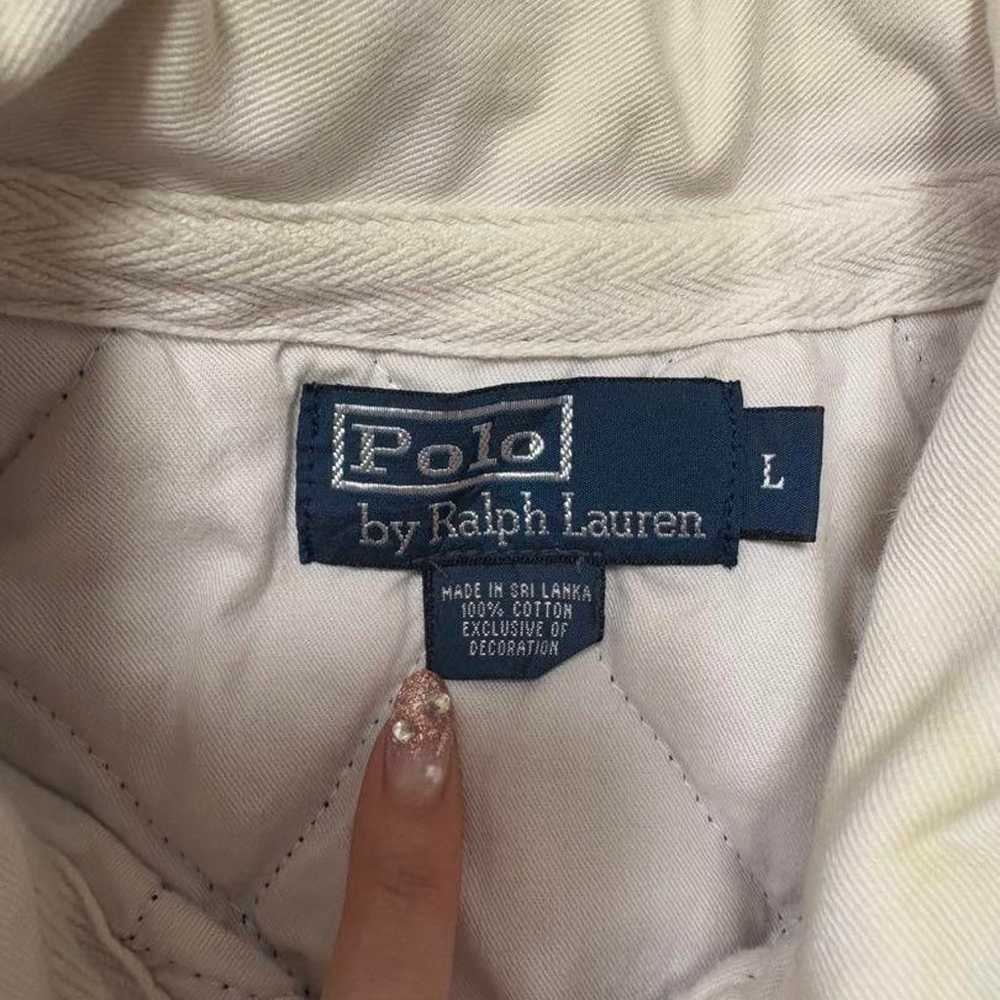 Polo
by Ralph Lauren
L
MADE IN SRI LANKA
100% COTTON
EXCLUSIVE OF
DECORATION